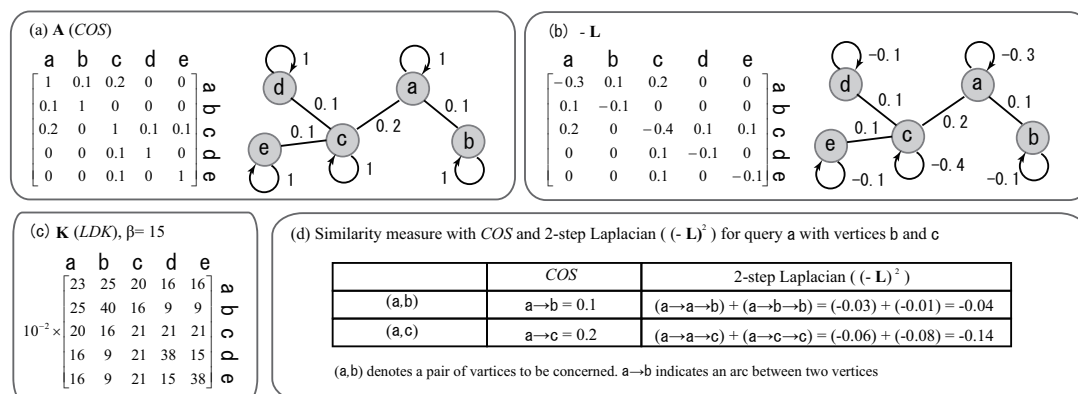 (a) A (COS)
a b c d e
1 0.1 0.2 0 0 a
0.1 1 0 0 0 b
0.2 0 1 0.1 0.1 c
0 0 0.1 1 0 d
0 0 0.1 0 1 e
1 1
d a
0.1 0.1
0.1 0.2
e c b
1 1 1
(b) - L
a b c d e
−0.3 0.1 0.2 0 0 a
0.1 −0.1 0 0 0 b
0.2 0 −0.4 0.1 0.1 c
0 0 0.1 −0.1 0 d
0 0 0.1 0 −0.1 e
−0.1 −0.3
d a
0.1 0.1
0.1 0.2
e c b
−0.1 −0.4 −0.1
(c) K (LDK), β= 15
a b c d e
23 25 20 16 16 a
25 40 16 9 9 b
10⁻² × 20 16 21 21 21 c
16 9 21 38 15 d
16 9 21 15 38 e
(d) Similarity measure with COS and 2-step Laplacian ( (- L)² ) for query a with vertices b and c
COS 2-step Laplacian ( (- L)² )
(a,b) a→b = 0.1 (a→a→b) + (a→b→b) = (-0.03) + (-0.01) = -0.04
(a,c) a→c = 0.2 (a→a→c) + (a→c→c) = (-0.06) + (-0.08) = -0.14
(a,b) denotes a pair of vartices to be concerned. a→b indicates an arc between two vertices